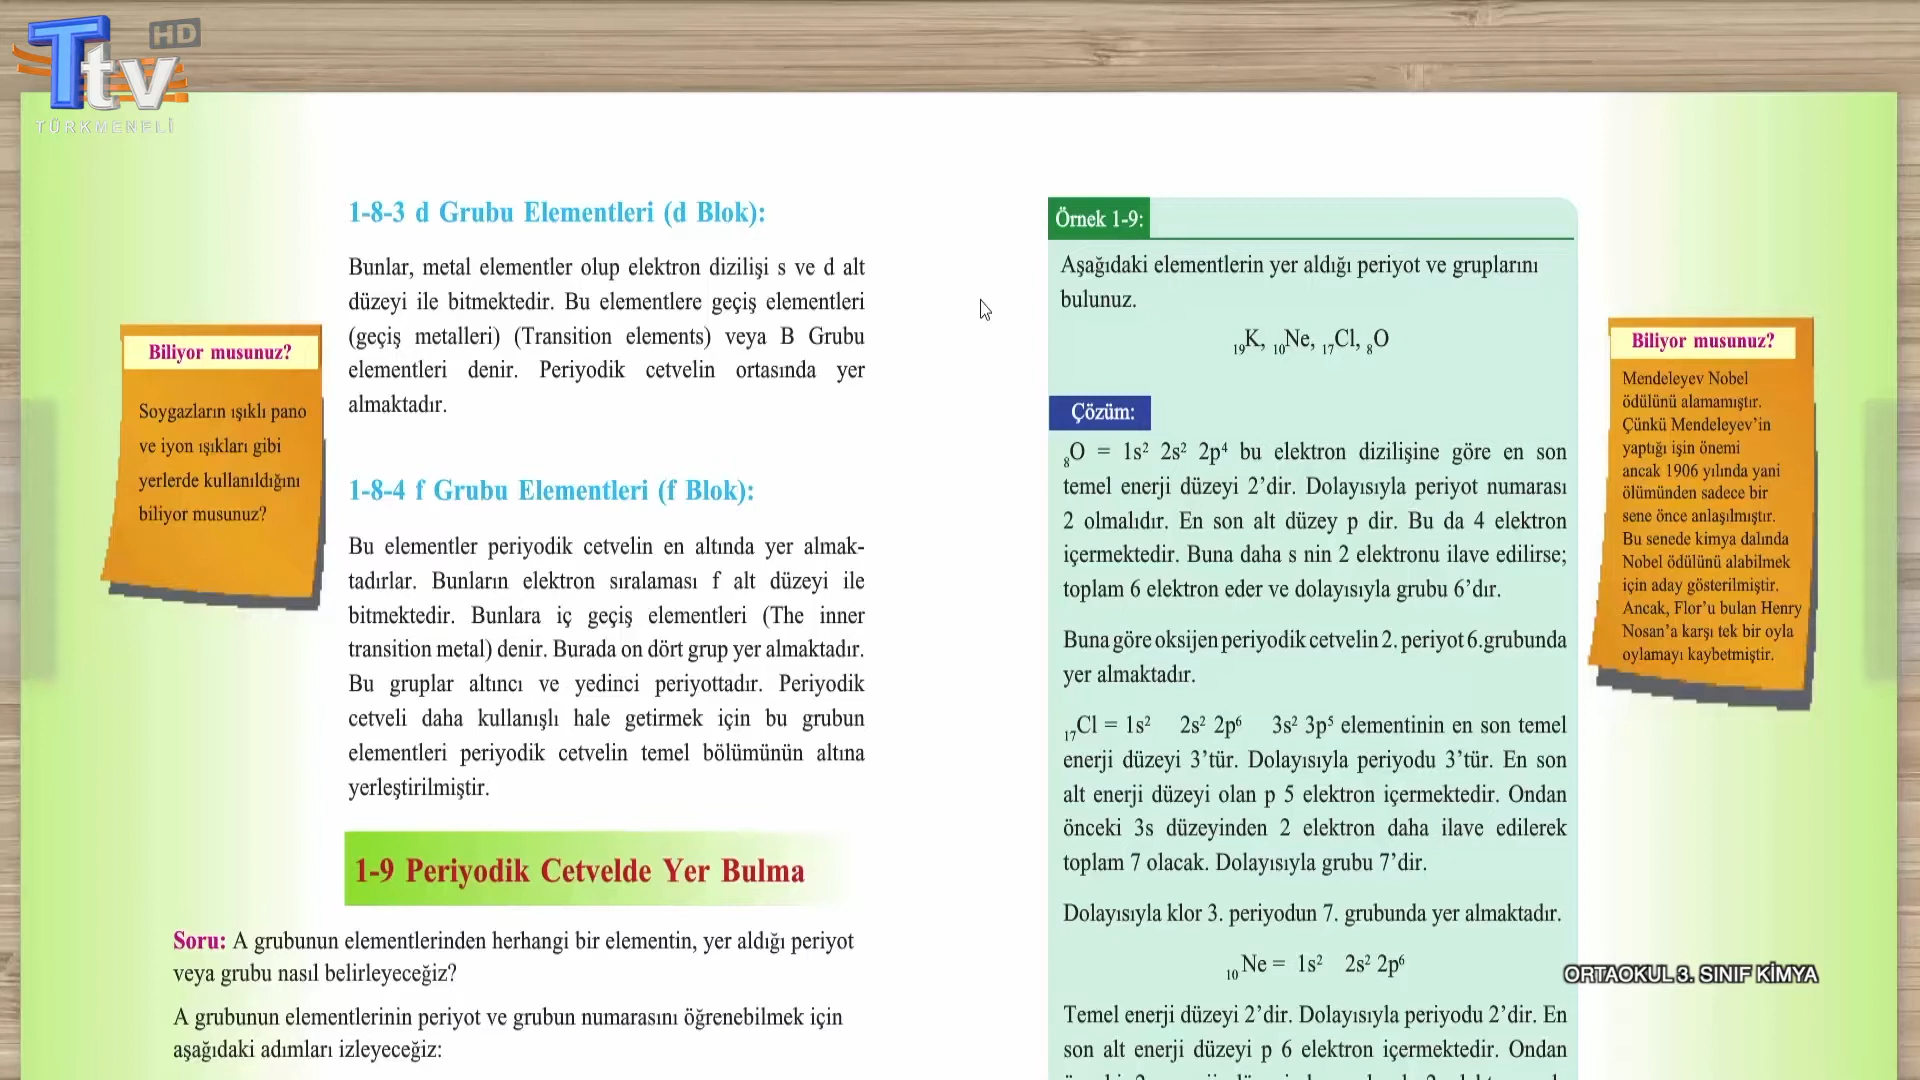 Ttv HD
TÜRKMENELİ
1-8-3 d Grubu Elementleri (d Blok):
Bunlar, metal elementler olup elektron dizilişi s ve d alt
düzeyi ile bitmektedir. Bu elementlere geçiş elementleri
(geçiş metalleri) (Transition elements) veya B Grubu
elementleri denir. Periyodik cetvelin ortasında yer
almaktadır.
Biliyor musunuz?
Soygazların ışıklı pano
ve iyon ışıkları gibi
yerlerde kullanıldığını
biliyor musunuz?
1-8-4 f Grubu Elementleri (f Blok):
Bu elementler periyodik cetvelin en altında yer almak-
tadırlar. Bunların elektron sıralaması f alt düzeyi ile
bitmektedir. Bunlara iç geçiş elementleri (The inner
transition metal) denir. Burada on dört grup yer almaktadır.
Bu gruplar altıncı ve yedinci periyottadır. Periyodik
cetveli daha kullanışlı hale getirmek için bu grubun
elementleri periyodik cetvelin temel bölümünün altına
yerleştirilmiştir.
1-9 Periyodik Cetvelde Yer Bulma
Soru: A grubunun elementlerinden herhangi bir elementin, yer aldığı periyot
veya grubu nasıl belirleyeceğiz?
A grubunun elementlerinin periyot ve grubun numarasını öğrenebilmek için
aşağıdaki adımları izleyeceğiz:
Örnek 1-9:
Aşağıdaki elementlerin yer aldığı periyot ve gruplarını
bulunuz.
₁₉K, ₁₀Ne, ₁₇Cl, ₈O
Çözüm:
₈O = 1s² 2s² 2p⁴ bu elektron dizilişine göre en son
temel enerji düzeyi 2’dir. Dolayısıyla periyot numarası
2 olmalıdır. En son alt düzey p dir. Bu da 4 elektron
içermektedir. Buna daha s nin 2 elektronu ilave edilirse;
toplam 6 elektron eder ve dolayısıyla grubu 6’dır.
Buna göre oksijen periyodik cetvelin 2. periyot 6.grubunda
yer almaktadır.
₁₇Cl = 1s² 2s² 2p⁶ 3s² 3p⁵ elementinin en son temel
enerji düzeyi 3’tür. Dolayısıyla periyodu 3’tür. En son
alt enerji düzeyi olan p 5 elektron içermektedir. Ondan
önceki 3s düzeyinden 2 elektron daha ilave edilerek
toplam 7 olacak. Dolayısıyla grubu 7’dir.
Dolayısıyla klor 3. periyodun 7. grubunda yer almaktadır.
₁₀Ne = 1s² 2s² 2p⁶
Temel enerji düzeyi 2’dir. Dolayısıyla periyodu 2’dir. En
son alt enerji düzeyi p 6 elektron içermektedir. Ondan
Biliyor musunuz?
Mendeleyev Nobel
ödülünü alamamıştır.
Çünkü Mendeleyev’in
yaptığı işin önemi
ancak 1906 yılında yani
ölümünden sadece bir
sene önce anlaşılmıştır.
Bu senede kimya dalında
Nobel ödülünü alabilmek
için aday gösterilmiştir.
Ancak, Flor’u bulan Henry
Nosan’a karşı tek bir oyla
oylamayı kaybetmiştir.
ORTAOKUL 3. SINIF KİMYA